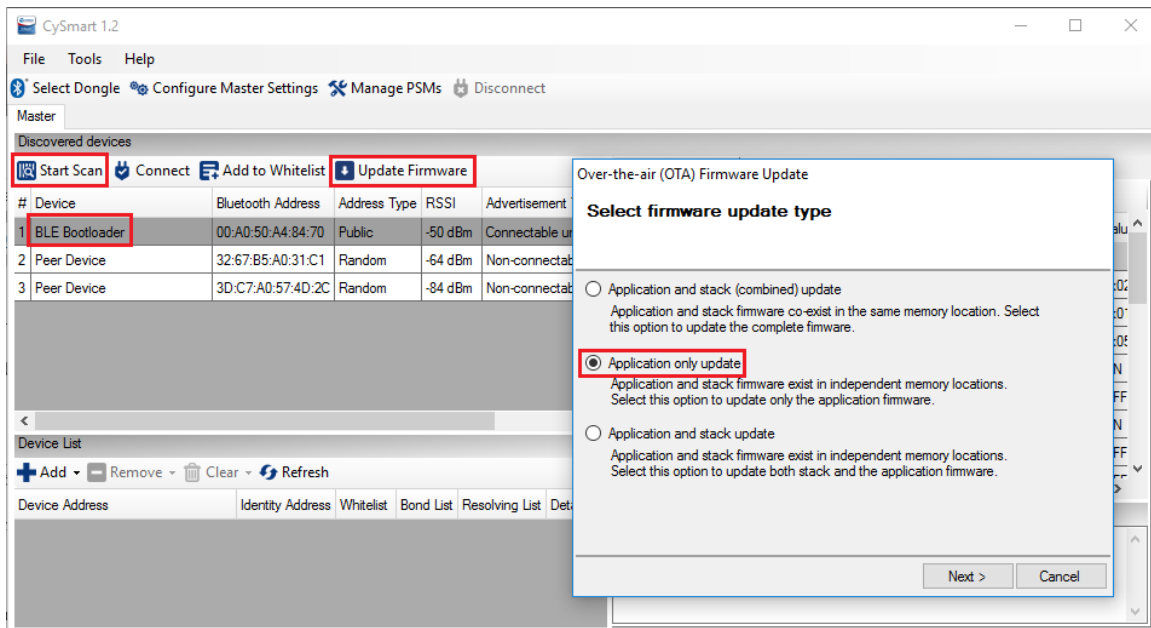 CySmart 1.2
File Tools Help
Select Dongle Configure Master Settings Manage PSMs Disconnect
Master
Discovered devices
Start Scan Connect Add to Whitelist Update Firmware
# Device Bluetooth Address Address Type RSSI Advertisement
1 BLE Bootloader 00:A0:50:A4:84:70 Public -50 dBm Connectable
2 Peer Device 32:67:B5:A0:31:C1 Random -64 dBm
3 Peer Device 3D:C7:A0:57:4D:2C Random -84 dBm
Device List
Add Remove Clear Refresh
Device Address Identity Address Whitelist Bond List Resolving List
Over-the-air (OTA) Firmware Update
Select firmware update type
Application and stack (combined) update
Application and stack firmware co-exist in the same memory location. Select
this option to update the complete fimware.
Application only update
Application and stack firmware exist in independent memory locations.
Select this option to update only the application firmware.
Application and stack update
Application and stack firmware exist in independent memory locations.
Select this option to update both stack and the application firmware.
Next > Cancel